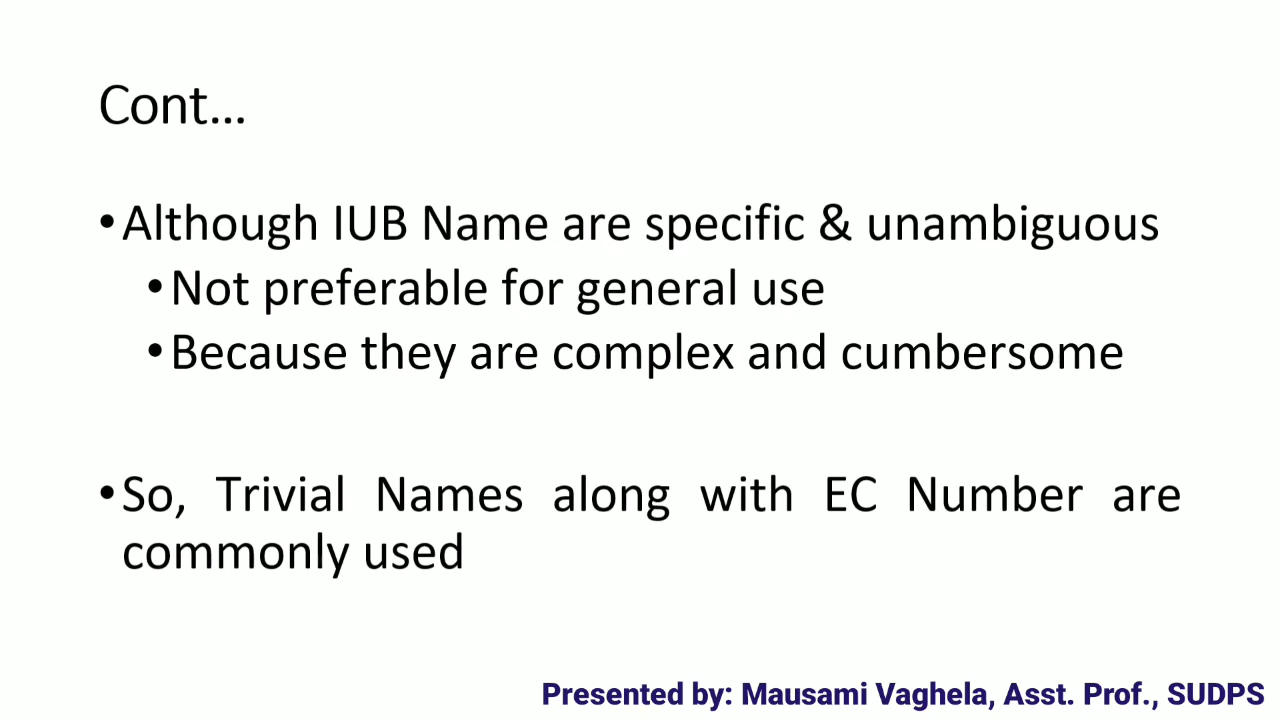 Cont...
•Although IUB Name are specific & unambiguous
•Not preferable for general use
•Because they are complex and cumbersome
•So, Trivial Names along with EC Number are
commonly used
Presented by: Mausami Vaghela, Asst. Prof., SUDPS